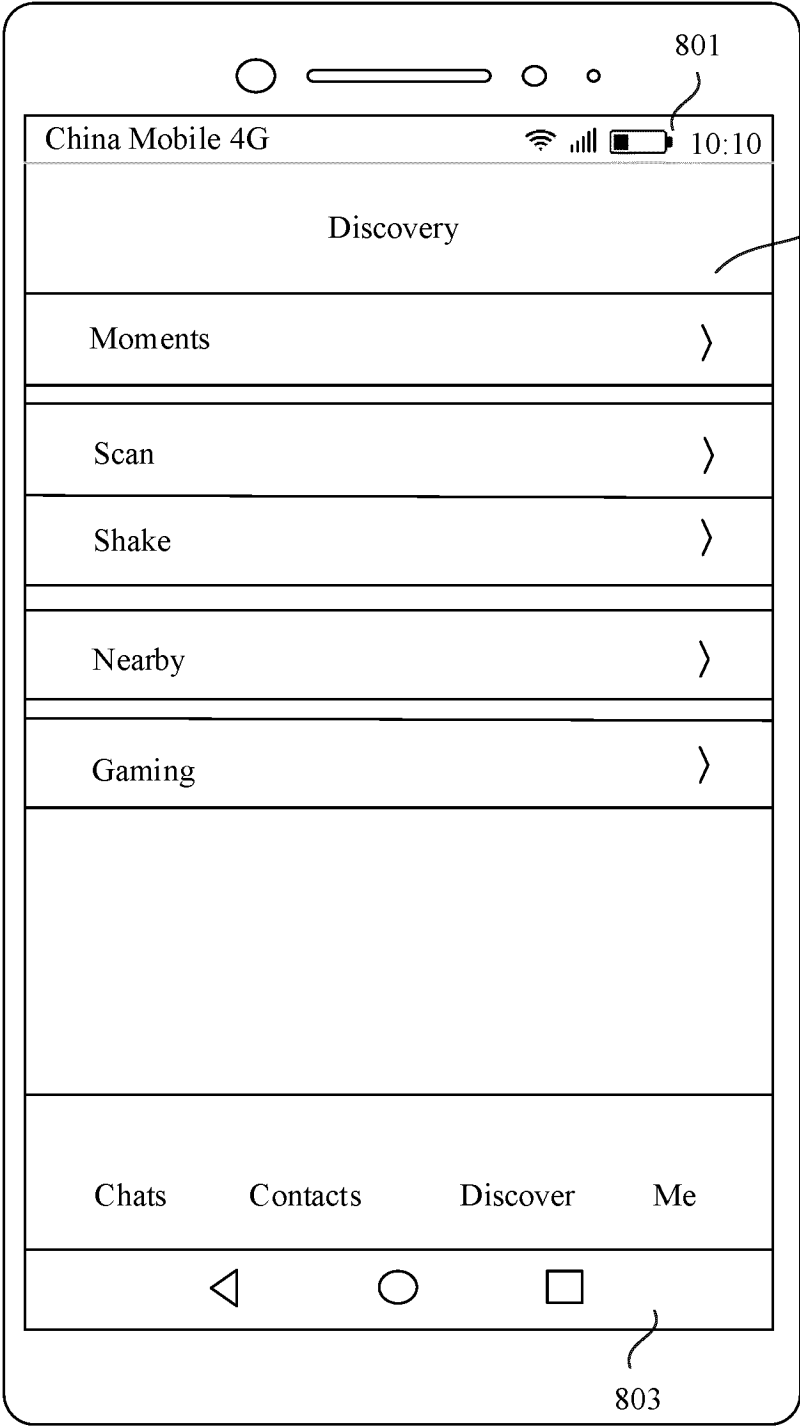 801
China Mobile 4G 10:10
Discovery
Moments
Scan
Shake
Nearby
Gaming
Chats Contacts Discover Me
803